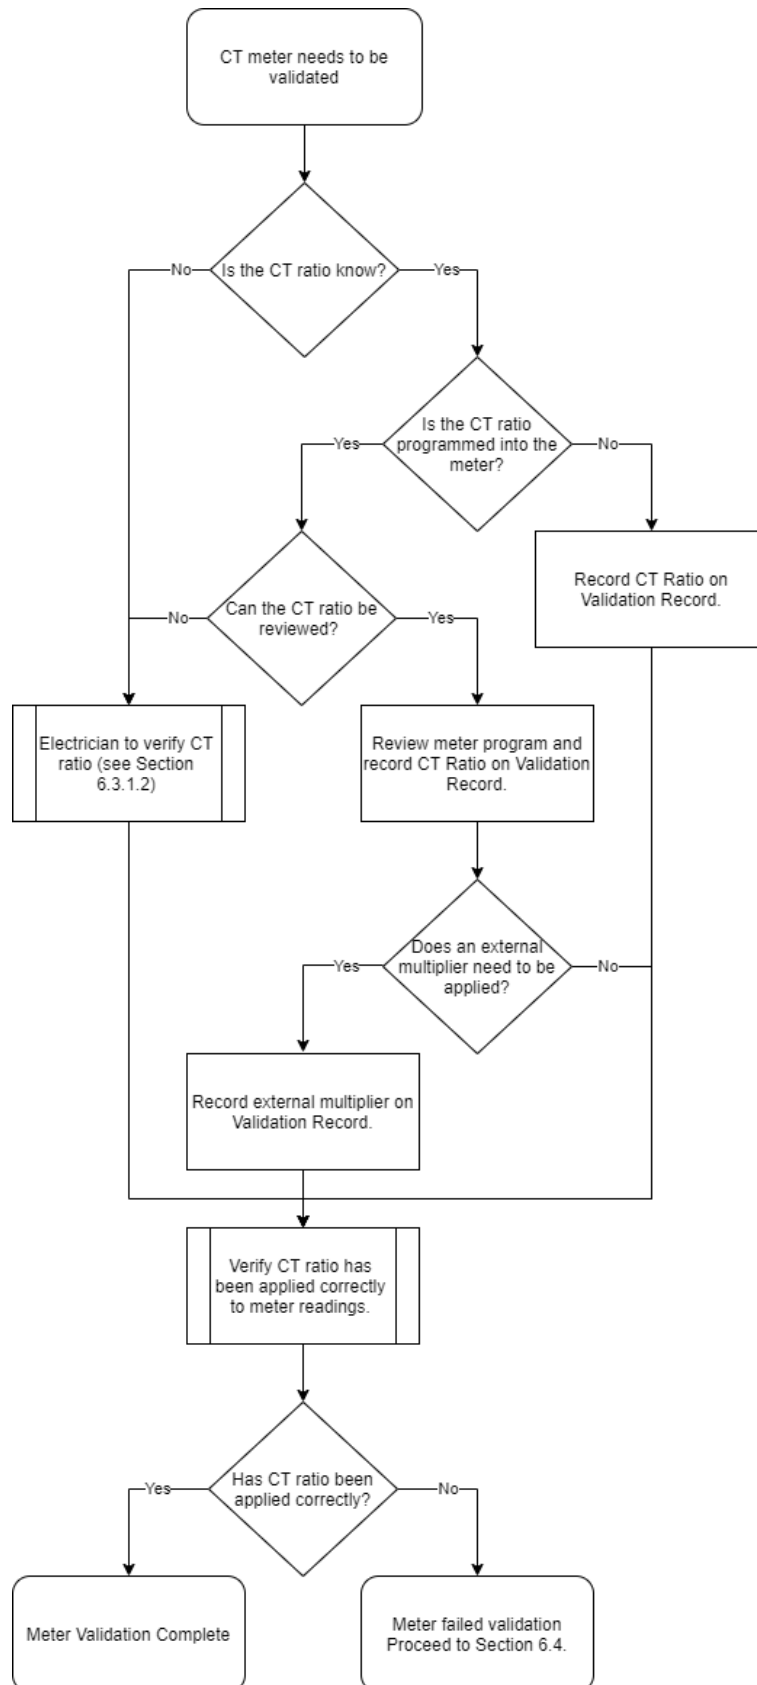 CT meter needs to be
validated
Is the CT ratio know?
No
Yes
Is the CT ratio
programmed into the
meter?
Yes
No
Record CT Ratio on
Validation Record.
Can the CT ratio be
reviewed?
No
Yes
Electrician to verify CT
ratio (see Section
6.3.1.2)
Review meter program and
record CT Ratio on Validation
Record.
Does an external
multiplier need to be
applied?
Yes
No
Record external multiplier on
Validation Record.
Verify CT ratio has
been applied correctly
to meter readings.
Has CT ratio been
applied correctly?
Yes
No
Meter Validation Complete
Meter failed validation
Proceed to Section 6.4.